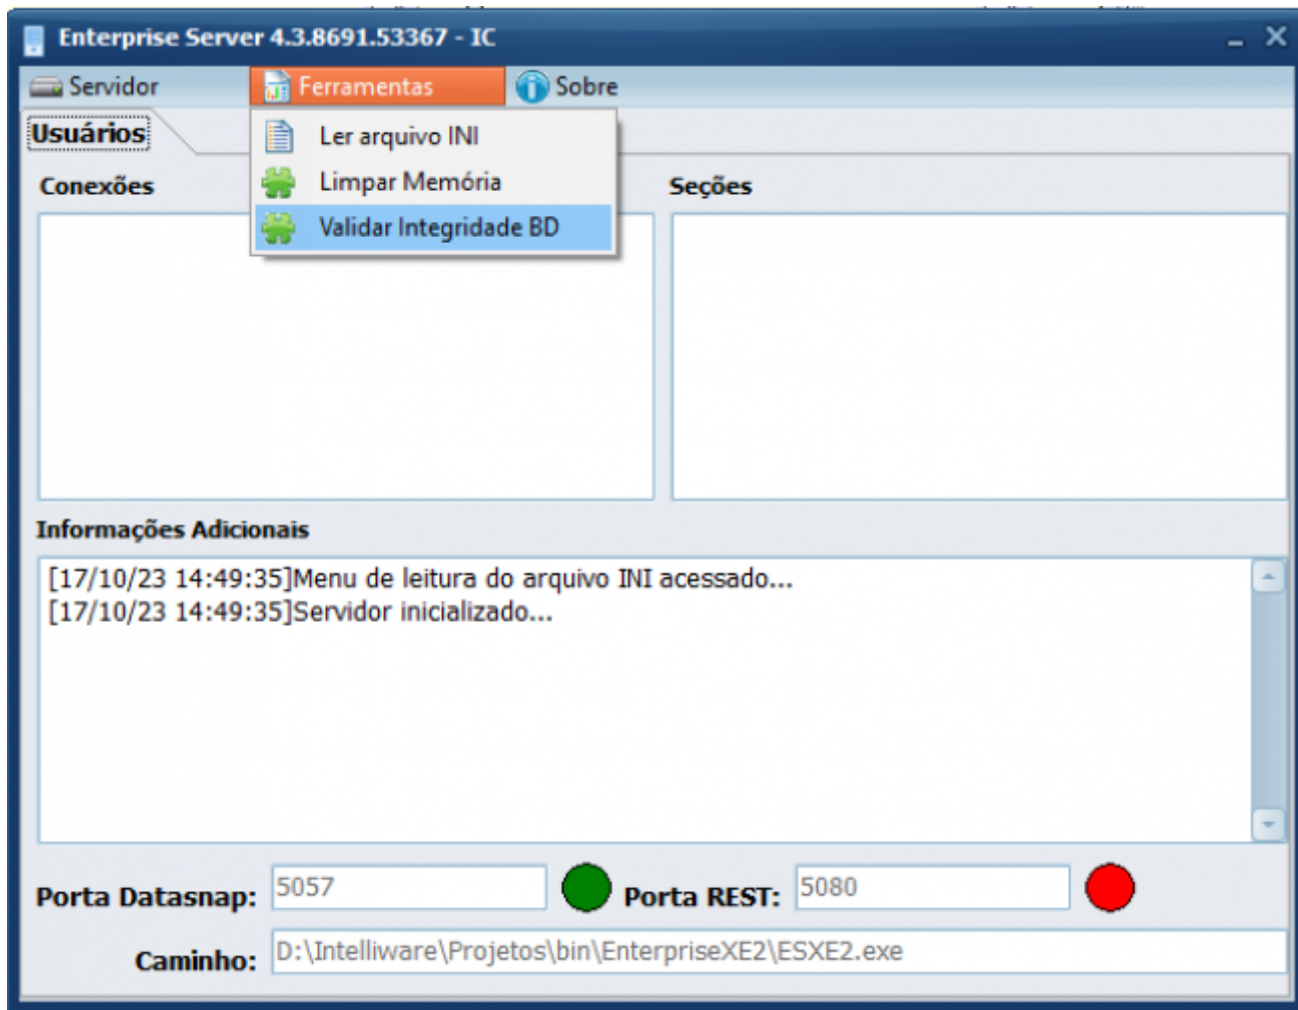 Enterprise Server 4.3.8691.53367 - IC
Servidor Ferramentas Sobre
Usuários
Ler arquivo INI
Limpar Memória
Validar Integridade BD
Conexões
Seções
Informações Adicionais
[17/10/23 14:49:35]Menu de leitura do arquivo INI acessado...
[17/10/23 14:49:35]Servidor inicializado...
Porta Datasnap: 5057 Porta REST: 5080
Caminho: D:\Intelliware\Projetos\bin\EnterpriseXE2\ESXE2.exe